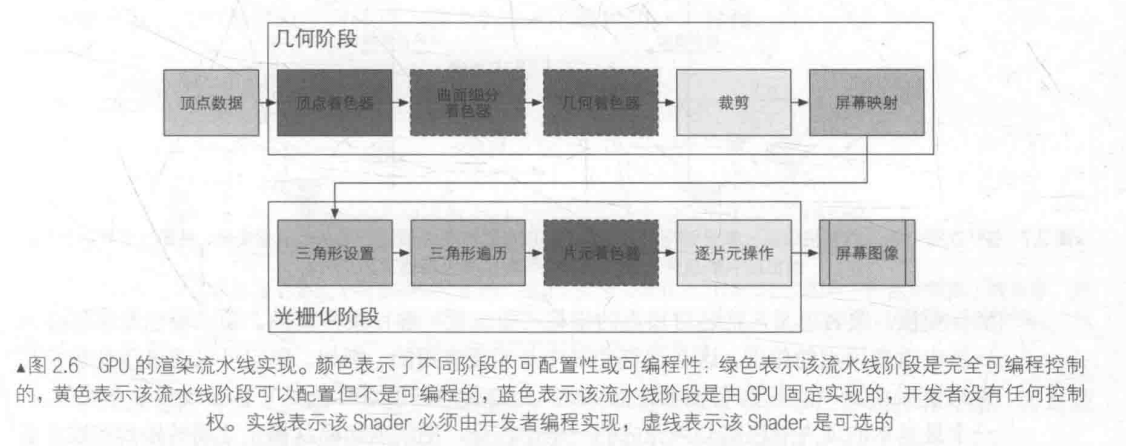 几何阶段
顶点数据
顶点着色器
曲面细分
着色器
几何着色器
裁剪
屏幕映射
三角形设置
三角形遍历
片元着色器
逐片元操作
屏幕图像
光栅化阶段
▲图 2.6 GPU 的渲染流水线实现。颜色表示了不同阶段的可配置性或可编程性:绿色表示该流水线阶段是完全可编程控制
的,黄色表示该流水线阶段可以配置但不是可编程的,蓝色表示该流水线阶段是由 GPU 固定实现的,开发者没有任何控制
权。实线表示该 Shader 必须由开发者编程实现,虚线表示该 Shader 是可选的